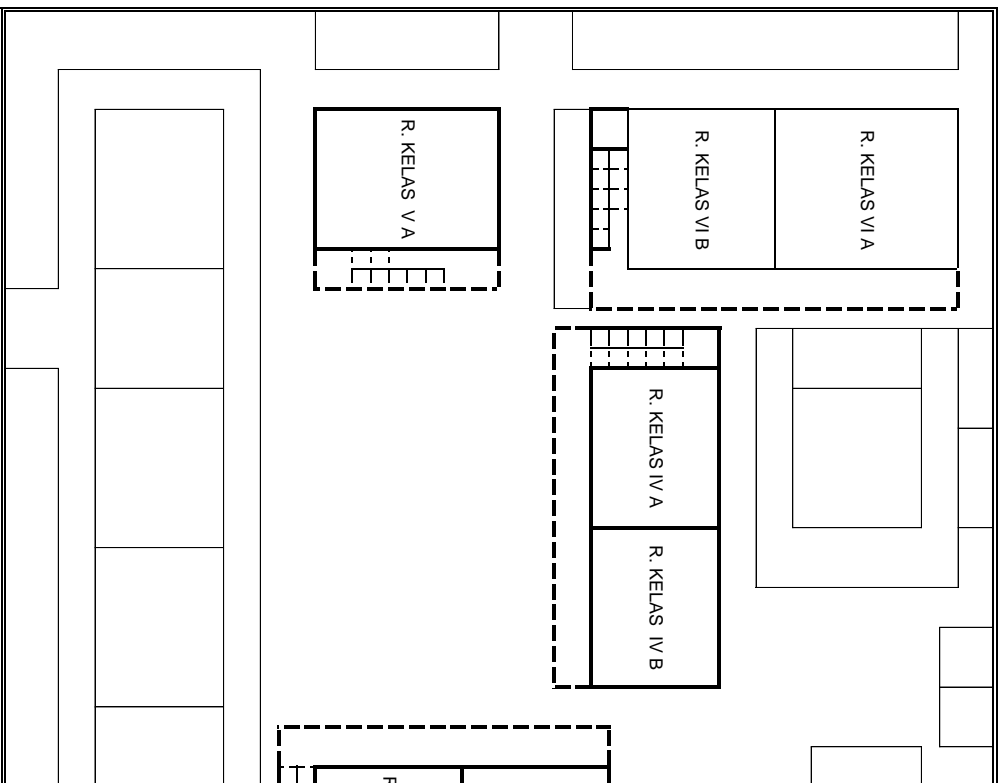 R. KELAS V A
R. KELAS VI B
R. KELAS VI A
R. KELAS IV A
R. KELAS IV B